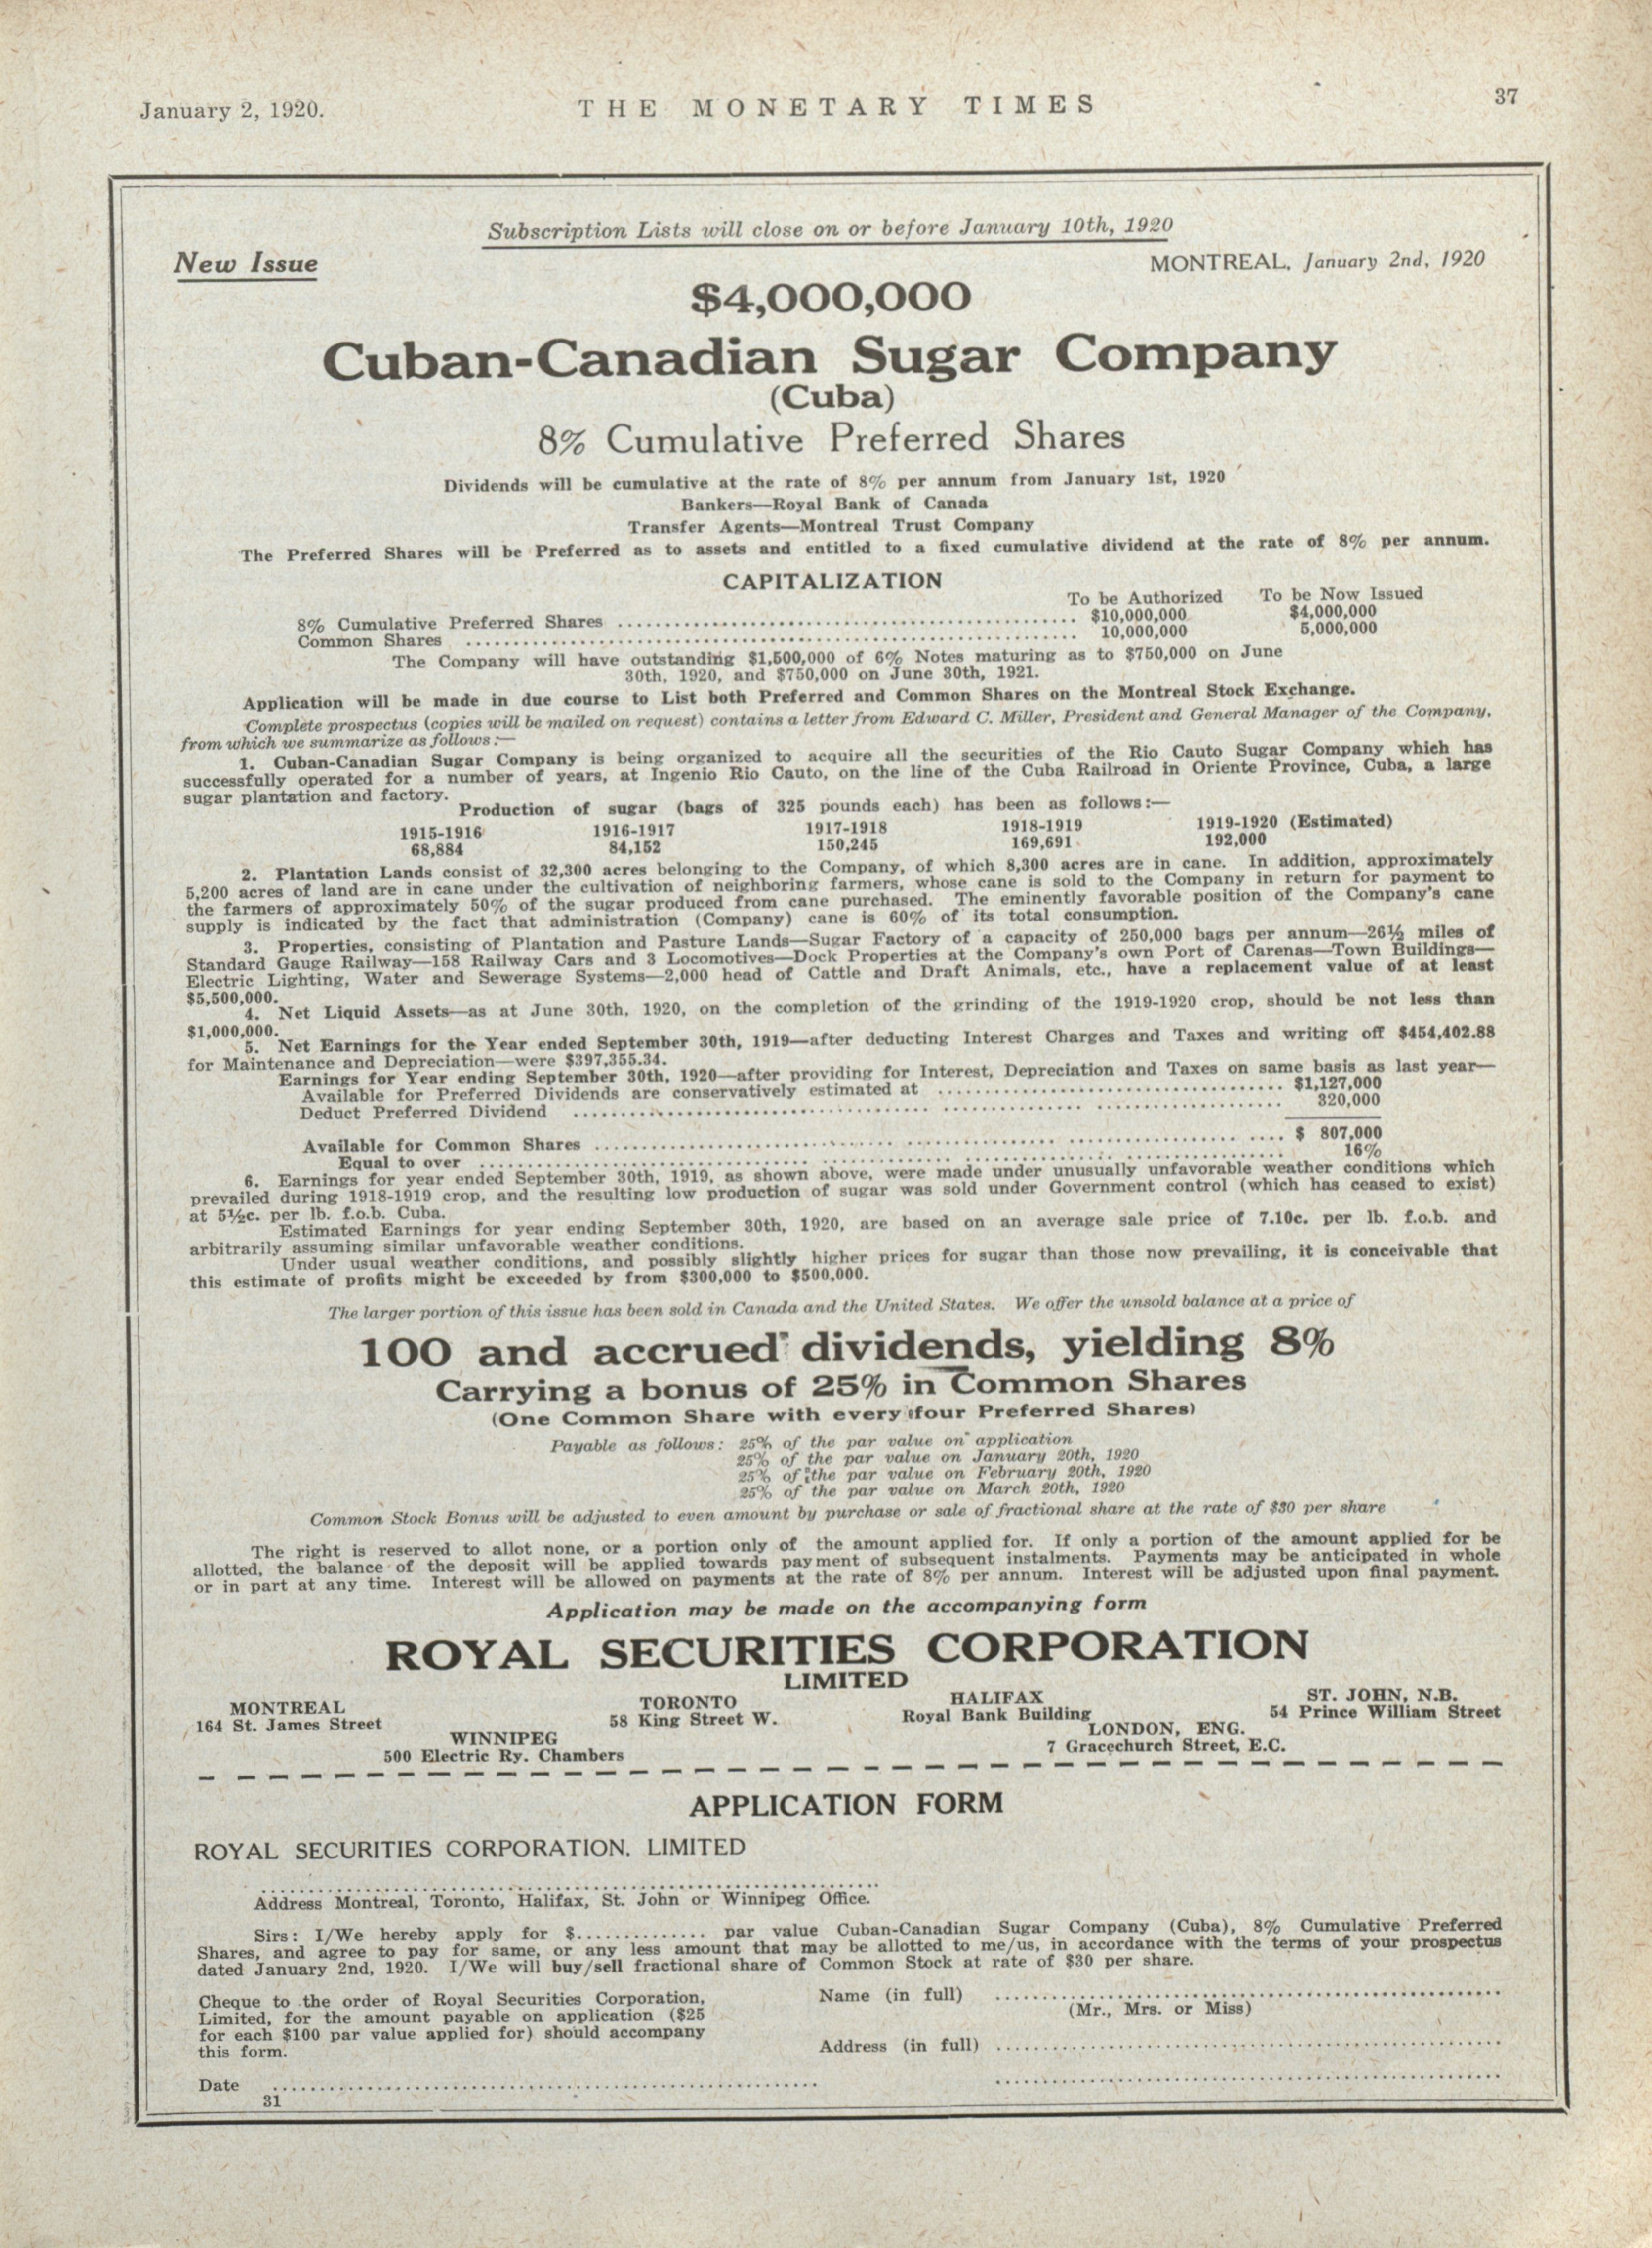 January 2, 1920.
THE MONETARY TIMES
37
Subscription Lists will close on or before January 10th, 1920
New Issue
MONTREAL, January 2nd, 1920
$4,000,000
Cuban-Canadian Sugar Company
(Cuba)
8% Cumulative Preferred Shares
Dividends will be cumulative at the rate of 8% per annum from January 1st, 1920
Bankers—Royal Bank of Canada
Transfer Agents—Montreal Trust Company
The Preferred Shares will be Preferred as to assets and entitled to a fixed cumulative dividend at the rate of 8% per annum.
CAPITALIZATION
To be Authorized To be Now Issued
8% Cumulative Preferred Shares ........ $10,000,000 $4,000,000
Common Shares ........ 10,000,000 5,000,000
The Company will have outstanding $1,500,000 of 6% Notes maturing as to $750,000 on June
30th, 1920, and $750,000 on June 30th, 1921.
Application will be made in due course to List both Preferred and Common Shares on the Montreal Stock Exchange.
Complete prospectus (copies will be mailed on request) contains a letter from Edward C. Miller, President and General Manager of the Company,
from which we summarize as follows:—
1. Cuban-Canadian Sugar Company is being organized to acquire all the securities of the Rio Cauto Sugar Company which has
successfully operated for a number of years, at Ingenio Rio Cauto, on the line of the Cuba Railroad in Oriente Province, Cuba, a large
sugar plantation and factory.
Production of sugar (bags of 325 pounds each) has been as follows:—
1915-1916 1916-1917 1917-1918 1918-1919 1919-1920 (Estimated)
68,884 84,152 150,245 169,691 192,000
2. Plantation Lands consist of 32,300 acres belonging to the Company, of which 8,300 acres are in cane. In addition, approximately
5,200 acres of land are in cane under the cultivation of neighboring farmers, whose cane is sold to the Company in return for payment to
the farmers of approximately 50% of the sugar produced from cane purchased. The eminently favorable position of the Company's cane
supply is indicated by the fact that administration (Company) cane is 60% of its total consumption.
3. Properties, consisting of Plantation and Pasture Lands—Sugar Factory of a capacity of 250,000 bags per annum—26½ miles of
Standard Gauge Railway—158 Railway Cars and 3 Locomotives—Dock Properties at the Company's own Port of Carenas—Town Buildings—
Electric Lighting, Water and Sewerage Systems—2,000 head of Cattle and Draft Animals, etc., have a replacement value of at least
$5,500,000.
4. Net Liquid Assets—as at June 30th, 1920, on the completion of the grinding of the 1919-1920 crop, should be not less than
$1,000,000.
5. Net Earnings for the Year ended September 30th, 1919—after deducting Interest Charges and Taxes and writing off $454,402.88
for Maintenance and Depreciation—were $397,355.34.
Earnings for Year ending September 30th, 1920—after providing for Interest, Depreciation and Taxes on same basis as last year—
Available for Preferred Dividends are conservatively estimated at ........ $1,127,000
Deduct Preferred Dividend ........ 320,000
Available for Common Shares ........ $ 807,000
Equal to over ........ 16%
6. Earnings for year ended September 30th, 1919, as shown above, were made under unusually unfavorable weather conditions which
prevailed during 1918-1919 crop, and the resulting low production of sugar was sold under Government control (which has ceased to exist)
at 5½c. per lb. f.o.b. Cuba.
Estimated Earnings for year ending September 30th, 1920, are based on an average sale price of 7.10c. per lb. f.o.b. and
arbitrarily assuming similar unfavorable weather conditions.
Under usual weather conditions, and possibly slightly higher prices for sugar than those now prevailing, it is conceivable that
this estimate of profits might be exceeded by from $300,000 to $500,000.
The larger portion of this issue has been sold in Canada and the United States. We offer the unsold balance at a price of
100 and accrued dividends, yielding 8%
Carrying a bonus of 25% in Common Shares
(One Common Share with every four Preferred Shares)
Payable as follows: 25% of the par value on application
25% of the par value on January 20th, 1920
25% of the par value on February 20th, 1920
25% of the par value on March 20th, 1920
Common Stock Bonus will be adjusted to even amount by purchase or sale of fractional share at the rate of $30 per share
The right is reserved to allot none, or a portion only of the amount applied for. If only a portion of the amount applied for be
allotted, the balance of the deposit will be applied towards payment of subsequent instalments. Payments may be anticipated in whole
or in part at any time. Interest will be allowed on payments at the rate of 8% per annum. Interest will be adjusted upon final payment.
Application may be made on the accompanying form
ROYAL SECURITIES CORPORATION
LIMITED
MONTREAL TORONTO HALIFAX ST. JOHN, N.B.
164 St. James Street 58 King Street W. Royal Bank Building 54 Prince William Street
WINNIPEG LONDON, ENG.
500 Electric Ry. Chambers 7 Gracechurch Street, E.C.
APPLICATION FORM
ROYAL SECURITIES CORPORATION, LIMITED
Address Montreal, Toronto, Halifax, St. John or Winnipeg Office.
Sirs: I/We hereby apply for $.............. par value Cuban-Canadian Sugar Company (Cuba), 8% Cumulative Preferred
Shares, and agree to pay for same, or any less amount that may be allotted to me/us, in accordance with the terms of your prospectus
dated January 2nd, 1920. I/We will buy/sell fractional share of Common Stock at rate of $30 per share.
Cheque to the order of Royal Securities Corporation,
Limited, for the amount payable on application ($25
for each $100 par value applied for) should accompany
this form.
Name (in full) ........
(Mr., Mrs. or Miss)
Address (in full) ........
Date ........
31